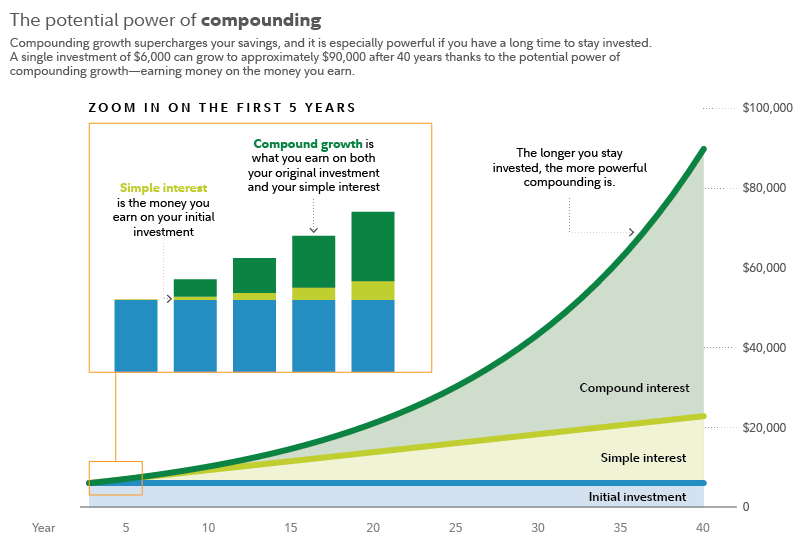 The potential power of compounding
Compounding growth supercharges your savings, and it is especially powerful if you have a long time to stay invested.
A single investment of $6,000 can grow to approximately $90,000 after 40 years thanks to the potential power of
compounding growth—earning money on the money you earn.
ZOOM IN ON THE FIRST 5 YEARS
Simple interest
is the money you
earn on your initial
investment
Compound growth is
what you earn on both
your original investment
and your simple interest
The longer you stay
invested, the more powerful
compounding is.
$100,000
$80,000
$60,000
$40,000
$20,000
0
Compound interest
Simple interest
Initial investment
Year 5 10 15 20 25 30 35 40